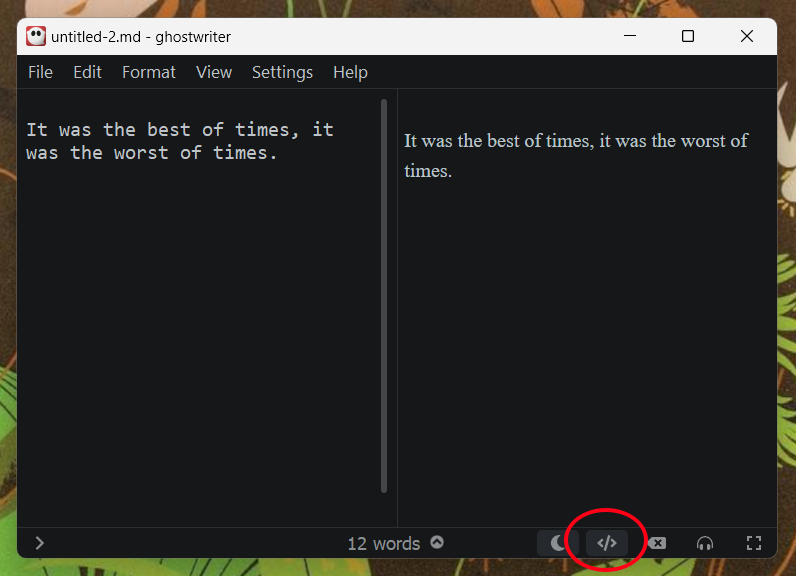 untitled-2.md - ghostwriter
File Edit Format View Settings Help
It was the best of times, it
was the worst of times.
It was the best of times, it was the worst of
times.
12 words